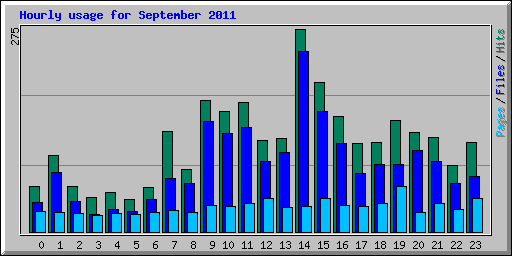 Hourly usage for September 2011
275
Pages/Files/Hits
0 1 2 3 4 5 6 7 8 9 10 11 12 13 14 15 16 17 18 19 20 21 22 23